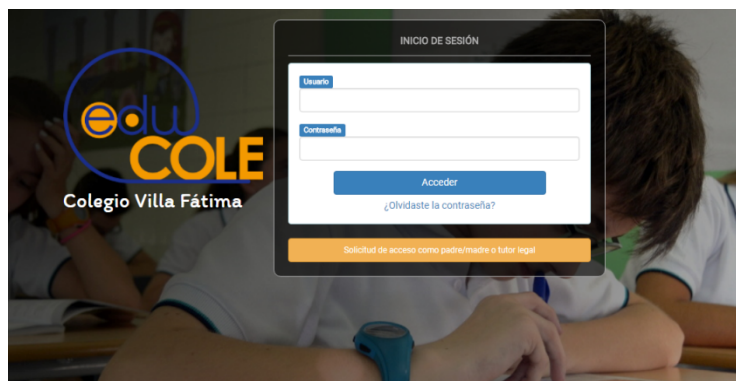 INICIO DE SESIÓN
Usuario
Contraseña
Acceder
¿Olvidaste la contraseña?
Solicitud de acceso como padre/madre o tutor legal
edu
COLE
Colegio Villa Fátima